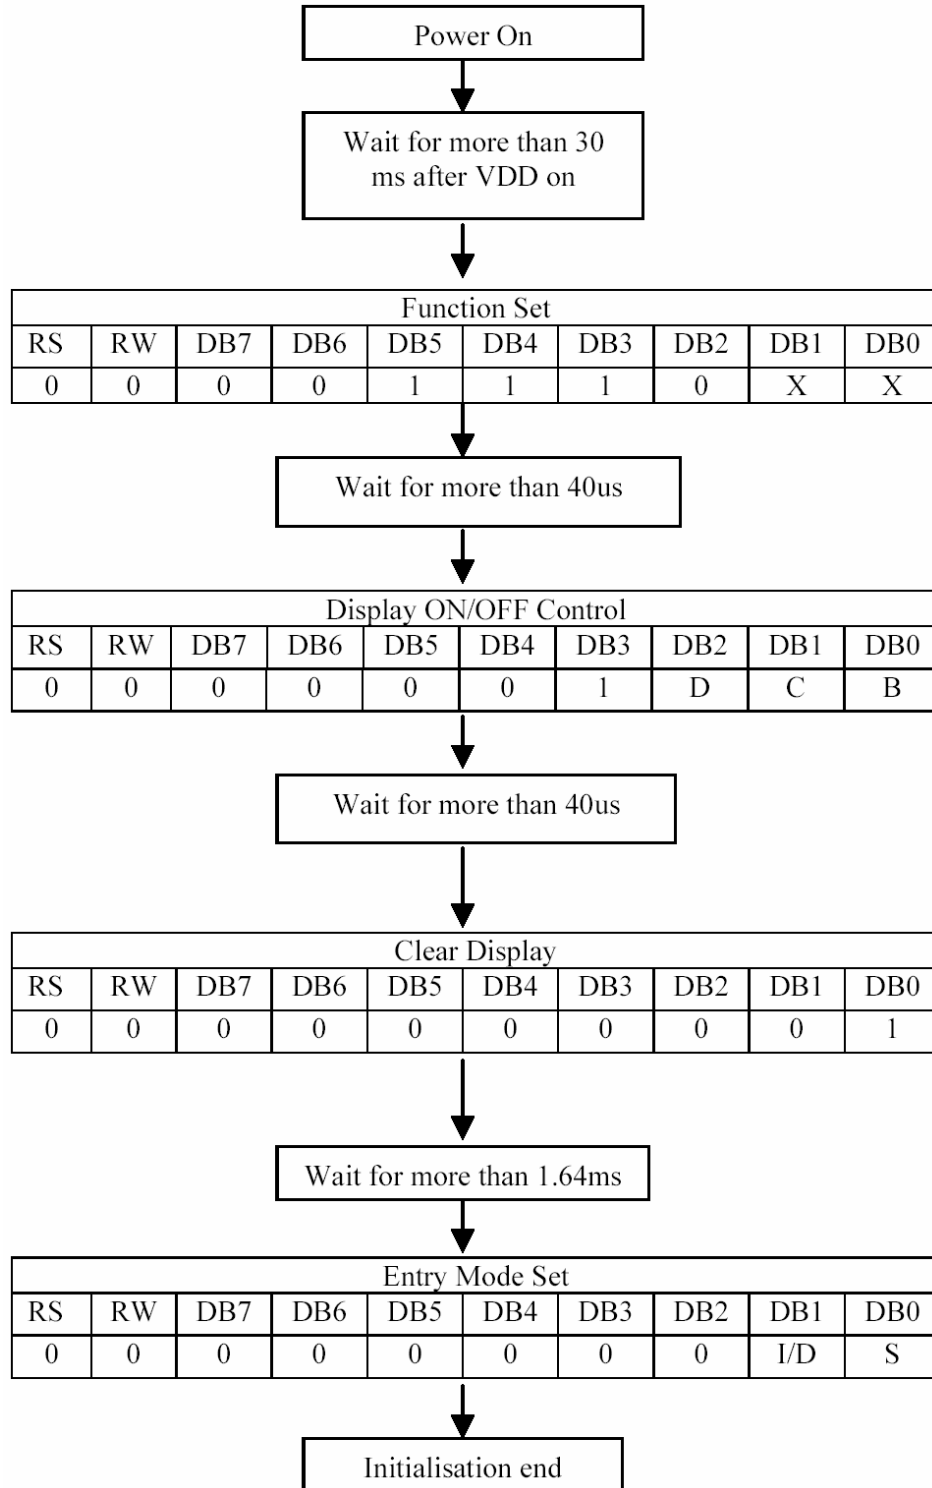 Power On
Wait for more than 30
ms after VDD on
Function Set
RS RW DB7 DB6 DB5 DB4 DB3 DB2 DB1 DB0
0 0 0 0 1 1 1 0 X X
Wait for more than 40us
Display ON/OFF Control
RS RW DB7 DB6 DB5 DB4 DB3 DB2 DB1 DB0
0 0 0 0 0 0 1 D C B
Wait for more than 40us
Clear Display
RS RW DB7 DB6 DB5 DB4 DB3 DB2 DB1 DB0
0 0 0 0 0 0 0 0 0 1
Wait for more than 1.64ms
Entry Mode Set
RS RW DB7 DB6 DB5 DB4 DB3 DB2 DB1 DB0
0 0 0 0 0 0 0 0 I/D S
Initialisation end